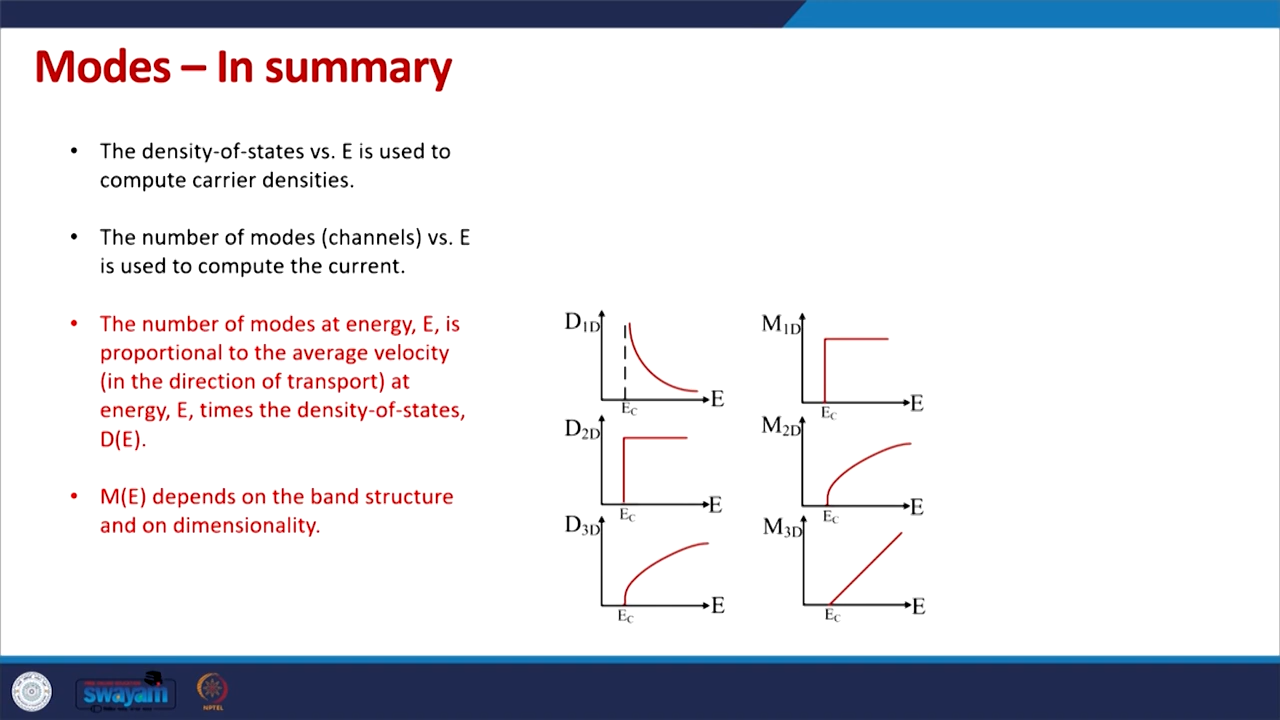 Modes – In summary
• The density-of-states vs. E is used to
compute carrier densities.
• The number of modes (channels) vs. E
is used to compute the current.
• The number of modes at energy, E, is
proportional to the average velocity
(in the direction of transport) at
energy, E, times the density-of-states,
D(E).
• M(E) depends on the band structure
and on dimensionality.
D1D
E
EC
M1D
E
EC
D2D
E
EC
M2D
E
EC
D3D
E
EC
M3D
E
EC
swayam
NPTEL